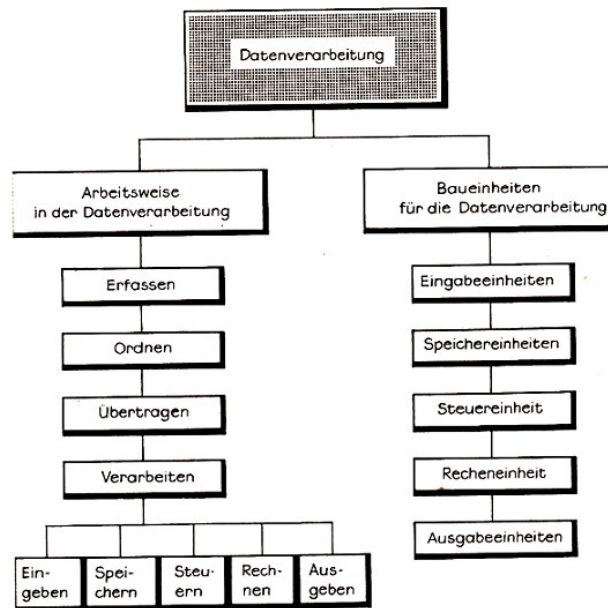 Datenverarbeitung
Arbeitsweise
in der Datenverarbeitung
Baueinheiten
für die Datenverarbeitung
Erfassen
Ordnen
Übertragen
Verarbeiten
Ein-
geben
Spei-
chern
Steu-
ern
Rech-
nen
Aus-
geben
Eingabeeinheiten
Speichereinheiten
Steuereinheit
Recheneinheit
Ausgabeeinheiten